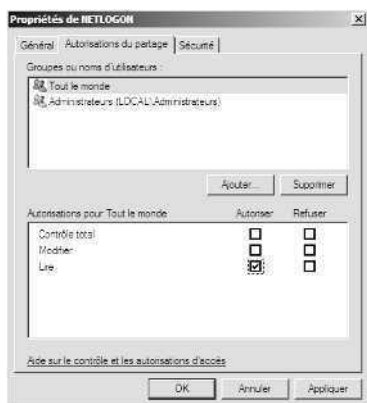 Propriétés de NETLOGON
Général Autorisations du partage Sécurité
Groupes ou noms d'utilisateurs :
Tout le monde
Administrateurs (LOCAL\Administrateurs)
Ajouter... Supprimer
Autorisations pour Tout le monde Autoriser Refuser
Contrôle total
Modifier
Lire
Aide sur le contrôle et les autorisations d'accès
OK Annuler Appliquer